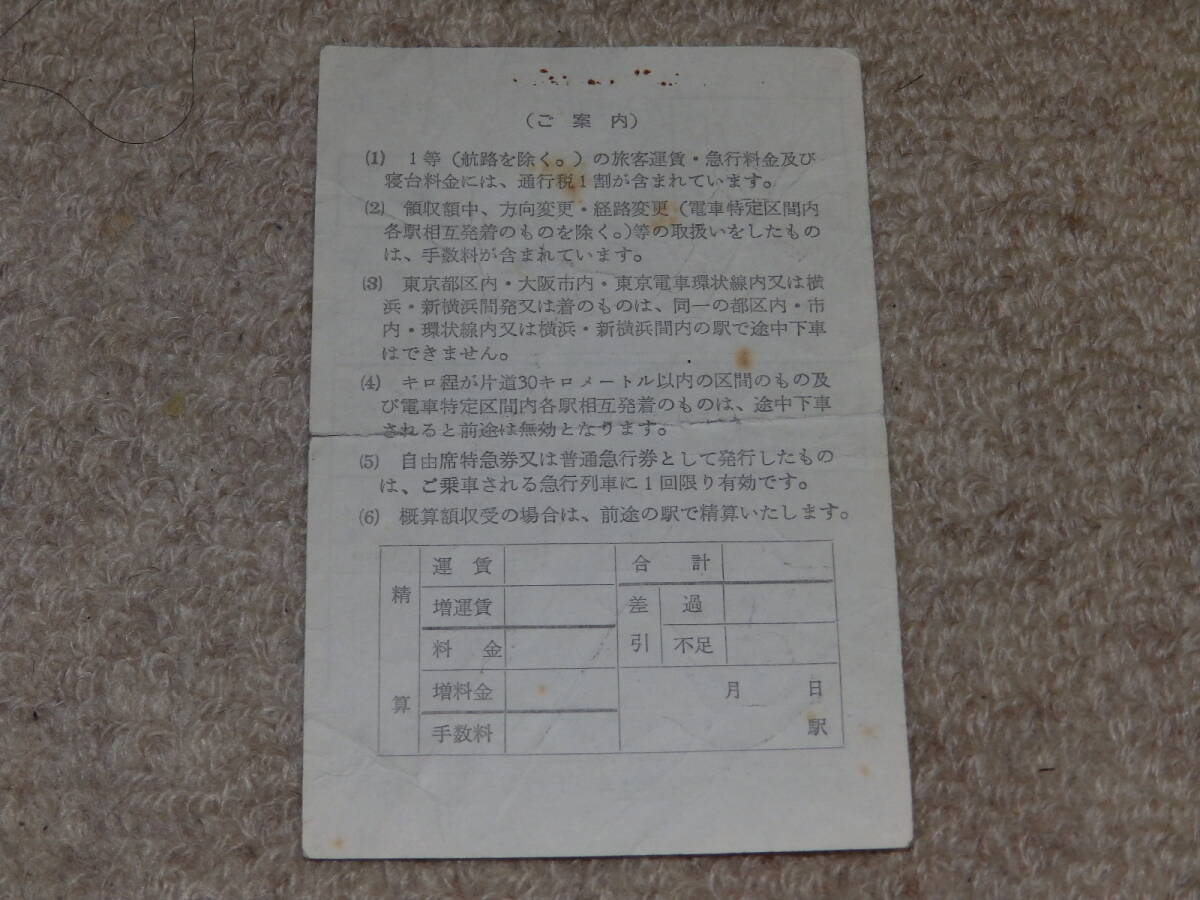 (ご案内)
(1) 1等(航路を除く。)の旅客運賃・急行料金及び
寝台料金には、通行税1割が含まれています。
(2) 領収額中、方向変更・経路変更(電車特定区間内
各駅相互発着のものを除く。)等の取扱いをしたもの
は、手数料が含まれています。
(3) 東京都区内・大阪市内・東京電車環状線内又は横
浜・新横浜間発又は着のものは、同一の都区内・市
内・環状線内又は横浜・新横浜間内の駅で途中下車
はできません。
(4) キロ程が片道30キロメートル以内の区間のもの及
び電車特定区間内各駅相互発着のものは、途中下車
されると前途は無効となります。
(5) 自由席特急券又は普通急行券として発行したもの
は、ご乗車される急行列車に1回限り有効です。
(6) 概算額収受の場合は、前途の駅で精算いたします。
精算
運賃
増運賃
料金
増料金
手数料
合計
差引
過
不足
月 日
駅